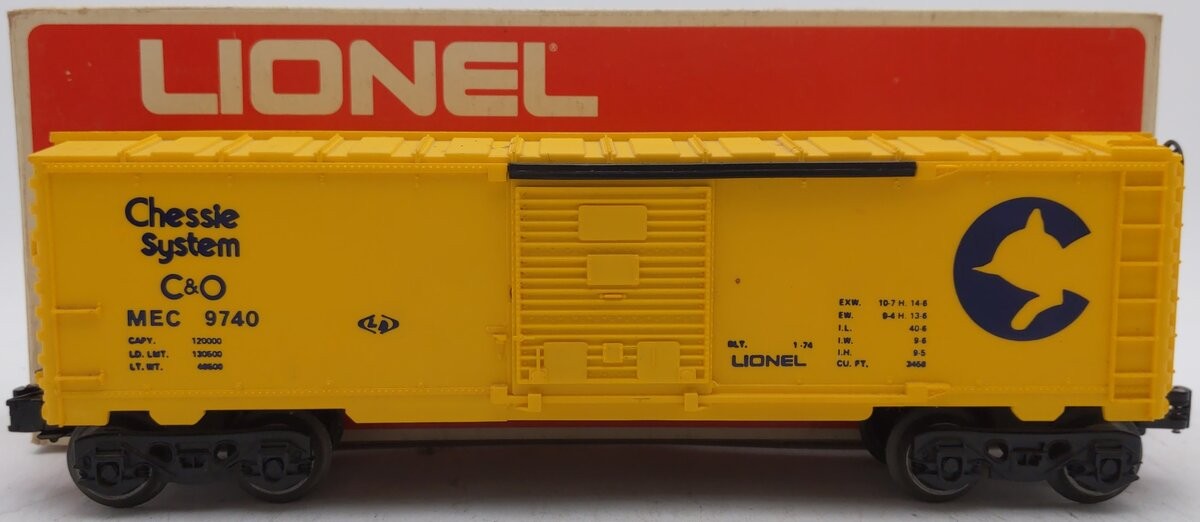 LIONEL
Chessie
System
C&O
MEC 9740
CAPY. 120000
LD. LMT. 130500
LT. WT. 48500
BLT. 1-74
LIONEL
EXW. 10-7 H. 14-6
EW. 9-4 H. 13-6
I.L. 40-6
I.W. 9-6
I.H. 9-5
CU. FT. 3468